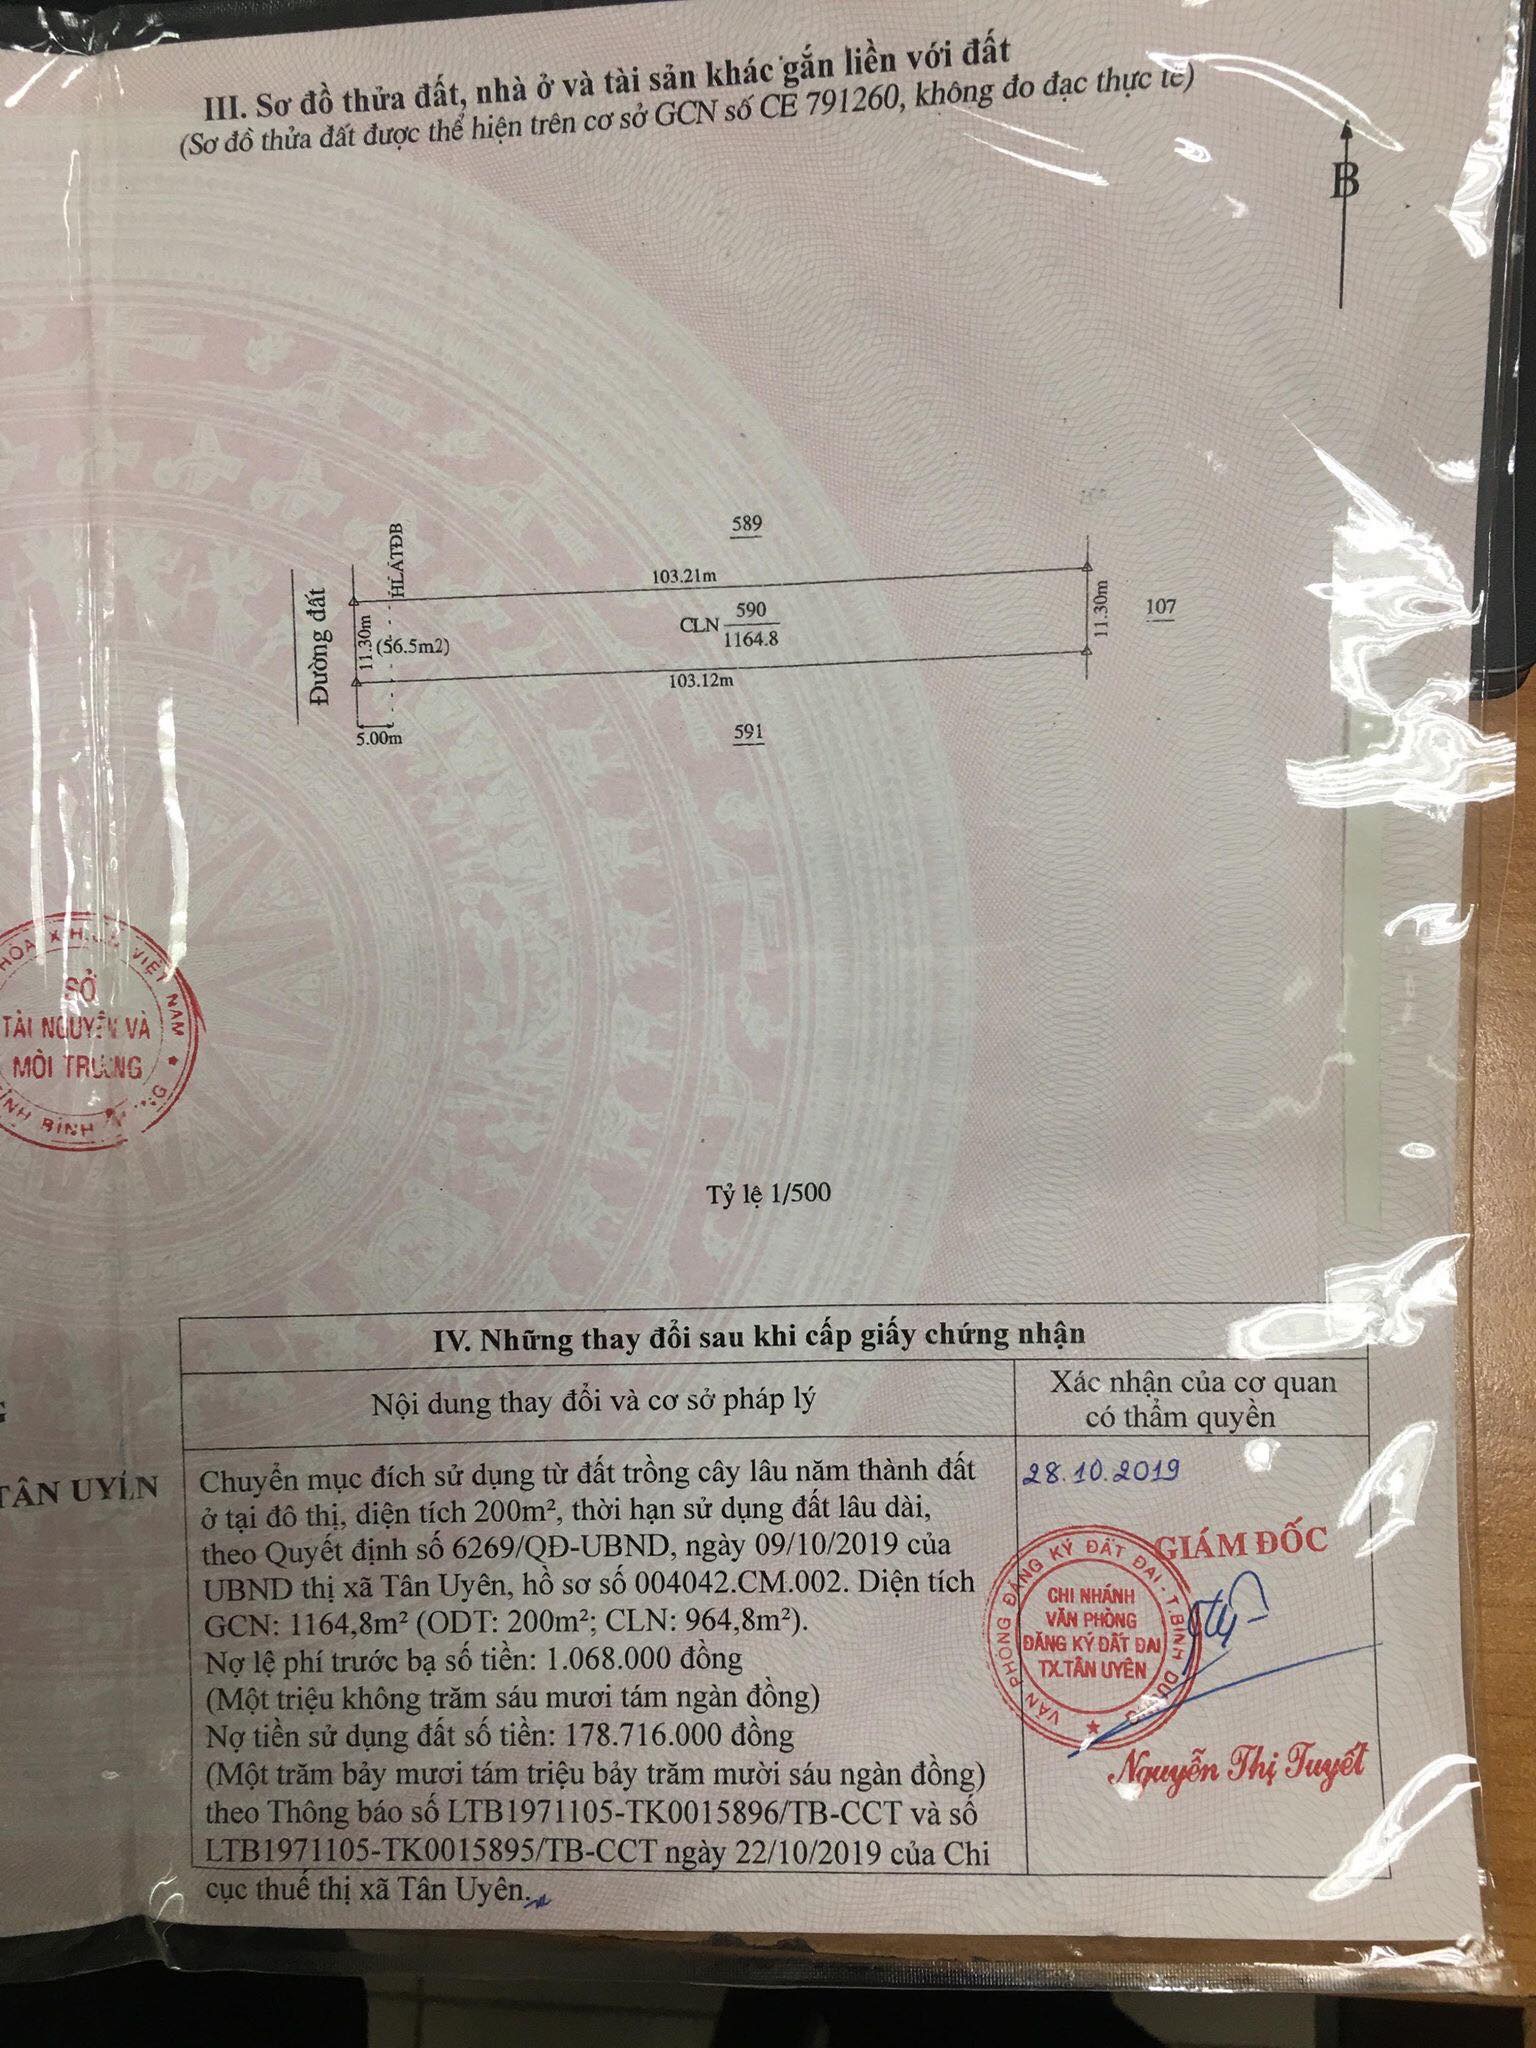 III. Sơ đồ thửa đất, nhà ở và tài sản khác gắn liền với đất
(Sơ đồ thửa đất được thể hiện trên cơ sở GCN số CE 791260, không đo đạc thực tế)
B
589
HLATĐB
103.21m
Đường đất
11.30m
(56.5m2)
CLN 590
1164.8
11.30m
107
103.12m
5.00m
591
HÒA X.H.C.N VIỆT NAM
SỞ
TÀI NGUYÊN VÀ
MÔI TRƯỜNG
BÌNH
Tỷ lệ 1/500
IV. Những thay đổi sau khi cấp giấy chứng nhận
Nội dung thay đổi và cơ sở pháp lý
Xác nhận của cơ quan
có thẩm quyền
G
TÂN UYÊN
Chuyển mục đích sử dụng từ đất trồng cây lâu năm thành đất
ở tại đô thị, diện tích 200m², thời hạn sử dụng đất lâu dài,
theo Quyết định số 6269/QĐ-UBND, ngày 09/10/2019 của
UBND thị xã Tân Uyên, hồ sơ số 004042.CM.002. Diện tích
GCN: 1164,8m² (ODT: 200m²; CLN: 964,8m²).
Nợ lệ phí trước bạ số tiền: 1.068.000 đồng
(Một triệu không trăm sáu mươi tám ngàn đồng)
Nợ tiền sử dụng đất số tiền: 178.716.000 đồng
(Một trăm bảy mươi tám triệu bảy trăm mười sáu ngàn đồng)
theo Thông báo số LTB1971105-TK0015896/TB-CCT và số
LTB1971105-TK0015895/TB-CCT ngày 22/10/2019 của Chi
cục thuế thị xã Tân Uyên.
28.10.2019
GIÁM ĐỐC
VĂN PHÒNG ĐĂNG KÝ ĐẤT ĐAI - T.BÌNH DƯƠNG
CHI NHÁNH
VĂN PHÒNG
ĐĂNG KÝ ĐẤT ĐAI
TX.TÂN UYÊN
Nguyễn Thị Tuyết